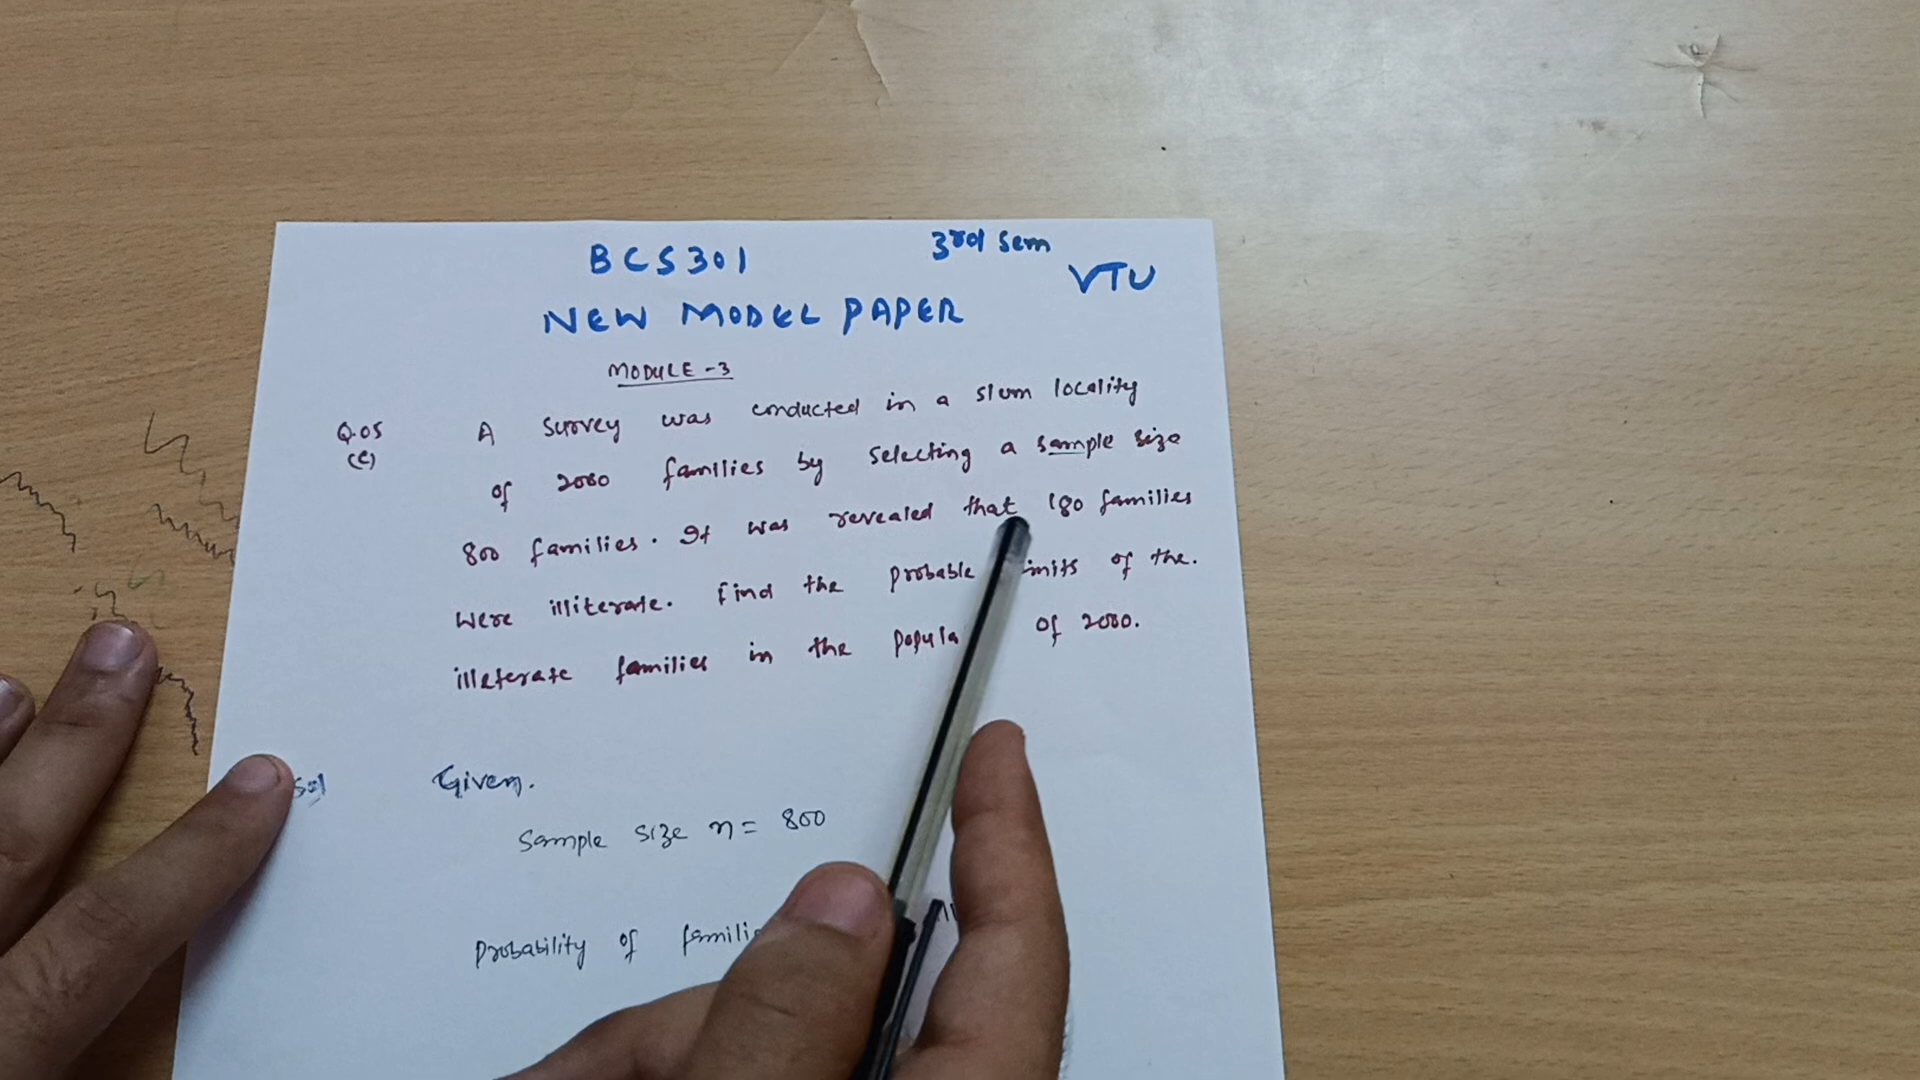 BCS301
3rd sem
VTU
NEW MODEL PAPER
MODULE-3
Q.05 A survey was conducted in a slum locality
(c) of 2000 families by selecting a sample size
800 families. It was revealed that 180 families
were illiterate. Find the probable of the.
illeterate families in the of 2000.
Sol Given.
Sample size n = 800
Probability of